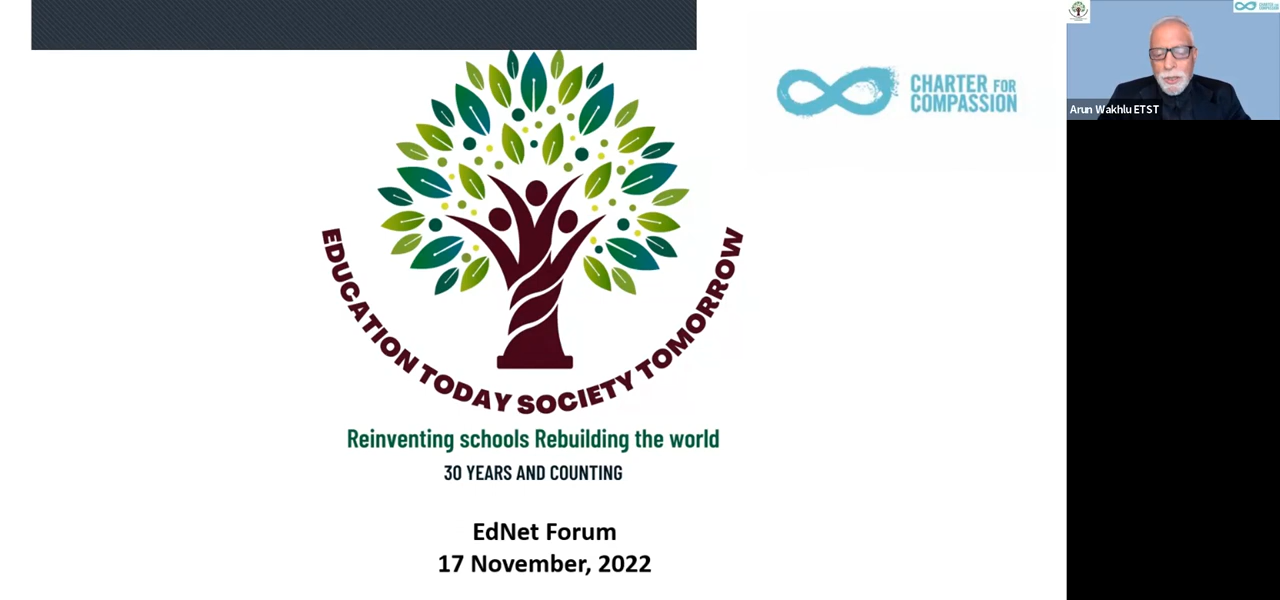 EDUCATION TODAY SOCIETY TOMORROW
Reinventing schools Rebuilding the world
30 YEARS AND COUNTING
EdNet Forum
17 November, 2022
CHARTER FOR
COMPASSION
Arun Wakhlu ETST